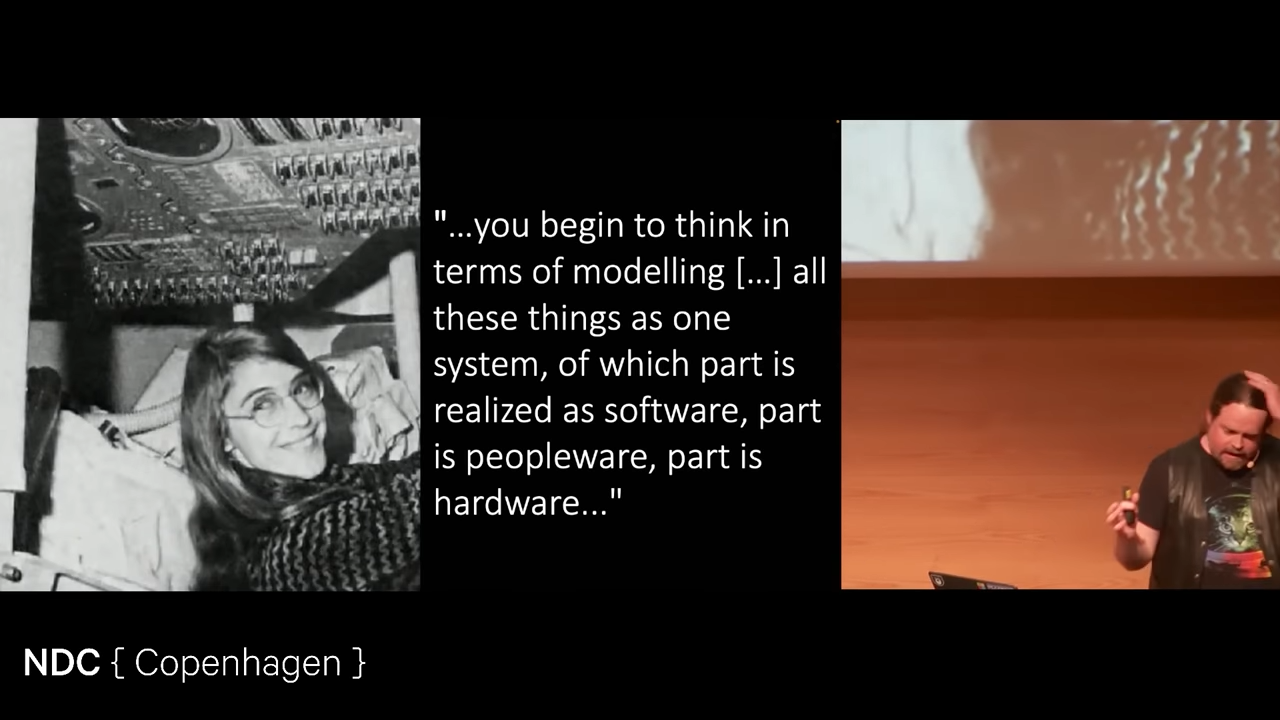 "...you begin to think in
terms of modelling [...] all
these things as one
system, of which part is
realized as software, part
is peopleware, part is
hardware..."
NDC { Copenhagen }